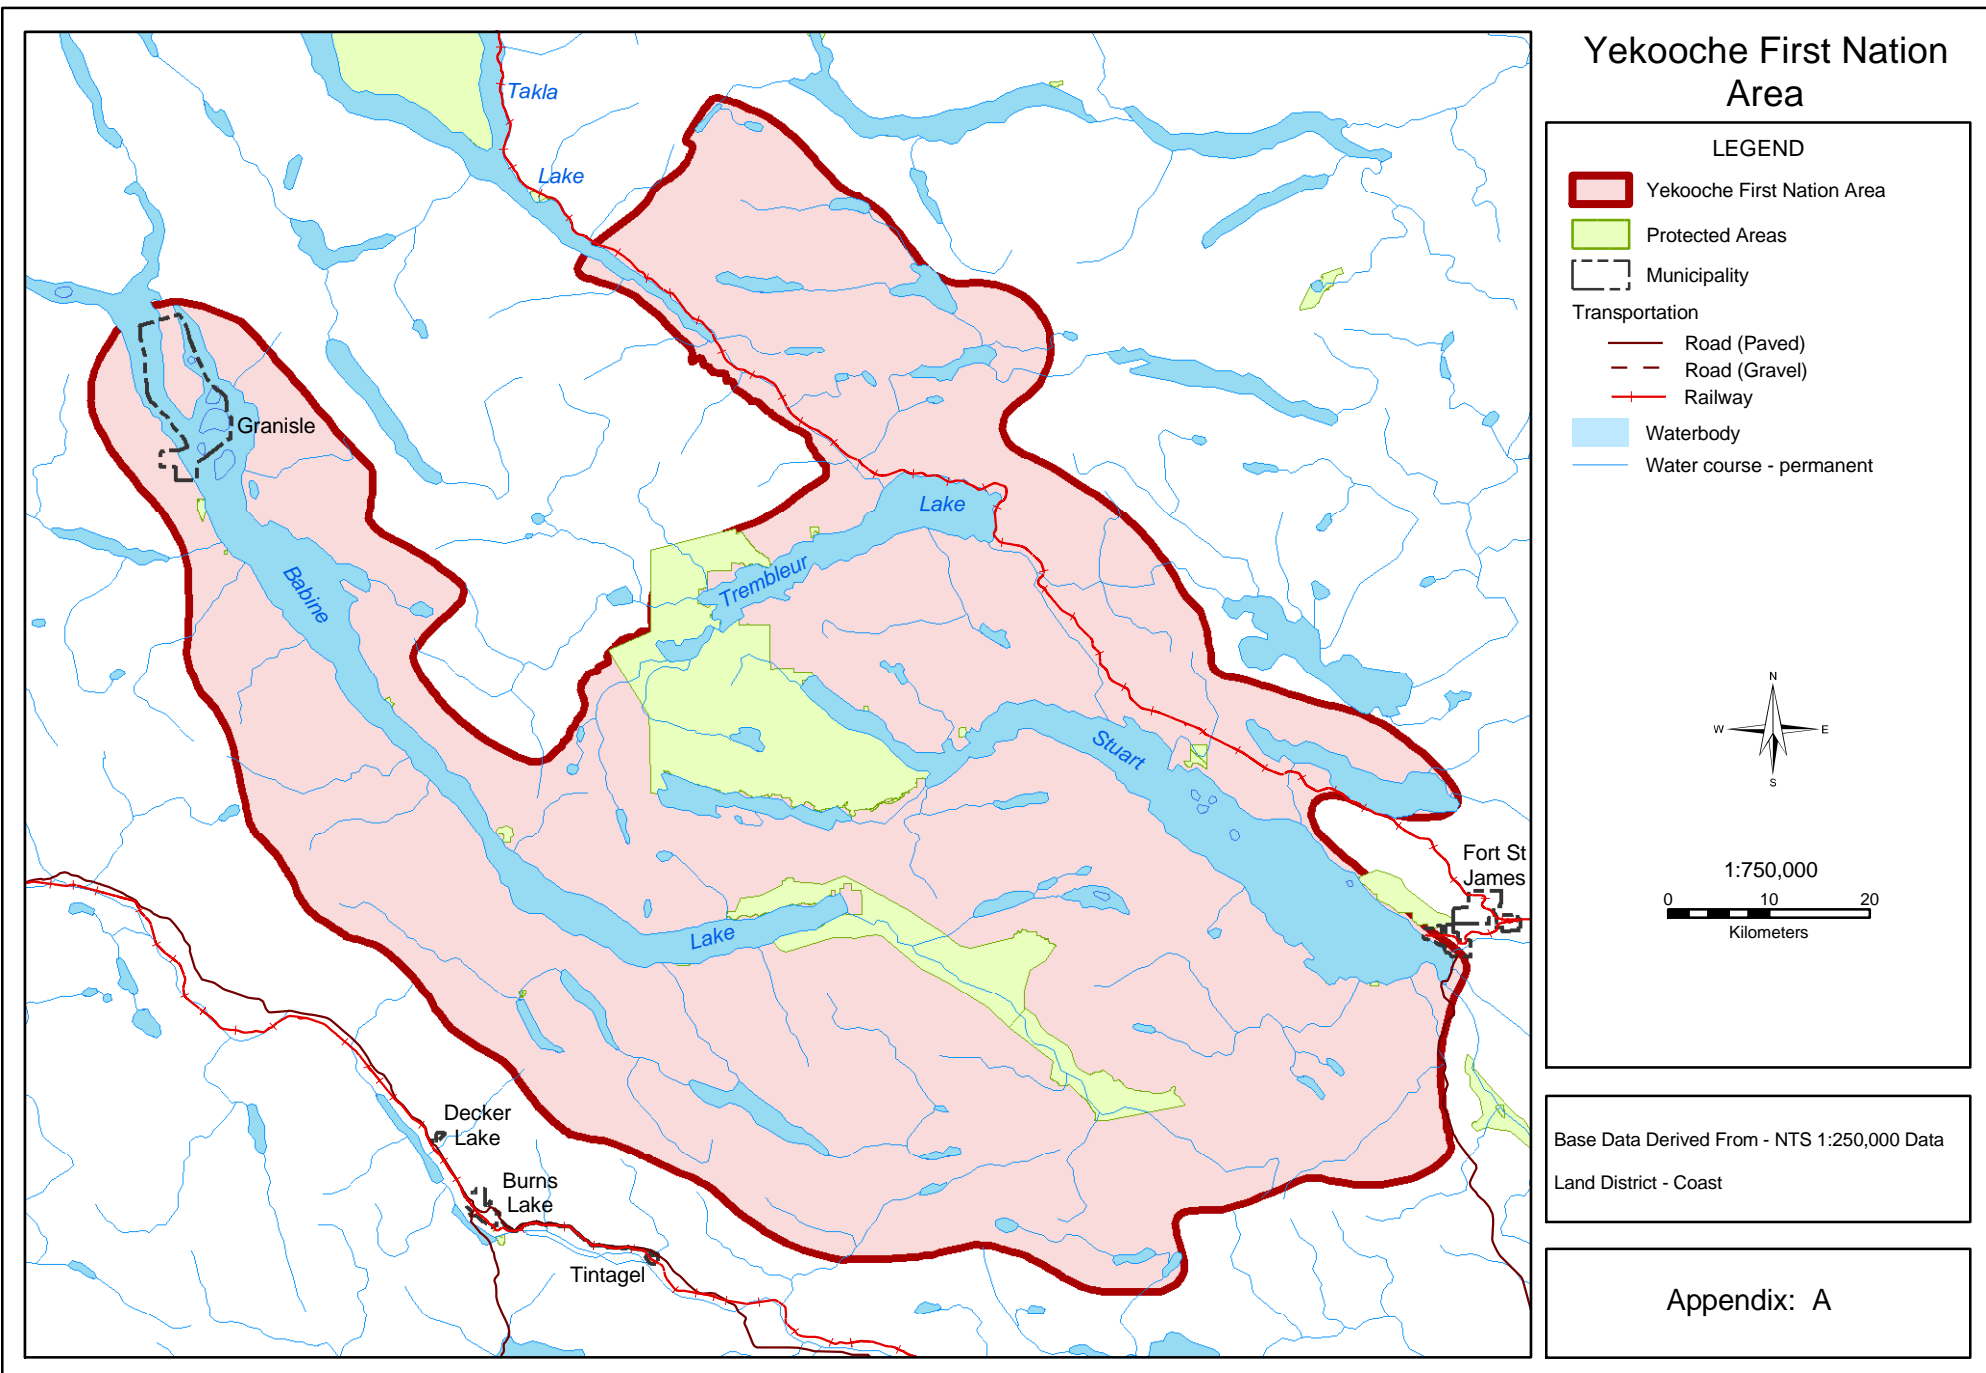 Yekooche First Nation
Area
LEGEND
Yekooche First Nation Area
Protected Areas
Municipality
Transportation
Road (Paved)
Road (Gravel)
Railway
Waterbody
Water course - permanent
N
W
E
S
1:750,000
0 10 20
Kilometers
Base Data Derived From - NTS 1:250,000 Data
Land District - Coast
Appendix: A
Takla
Lake
Granisle
Babine
Lake
Trembleur
Lake
Stuart
Fort St
James
Decker
Lake
Burns
Lake
Tintagel